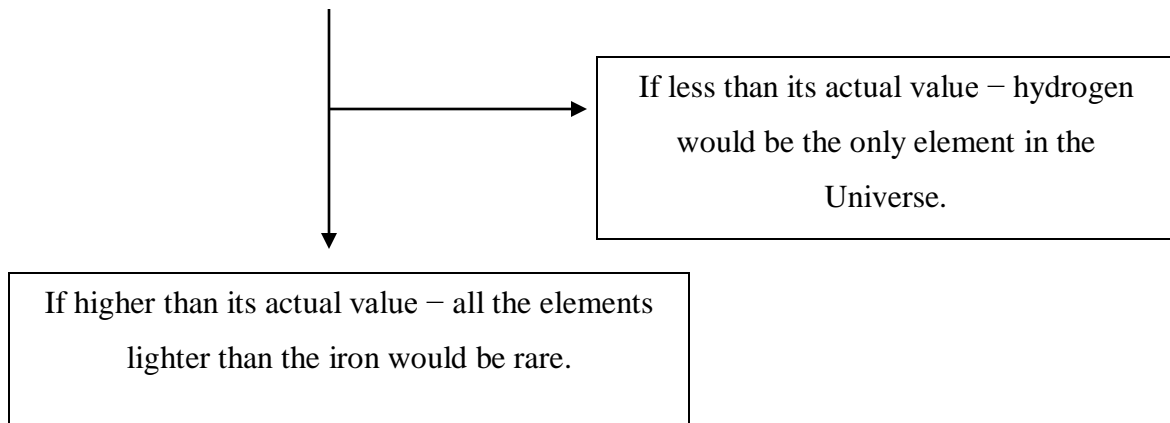 If less than its actual value − hydrogen
would be the only element in the
Universe.
If higher than its actual value − all the elements
lighter than the iron would be rare.